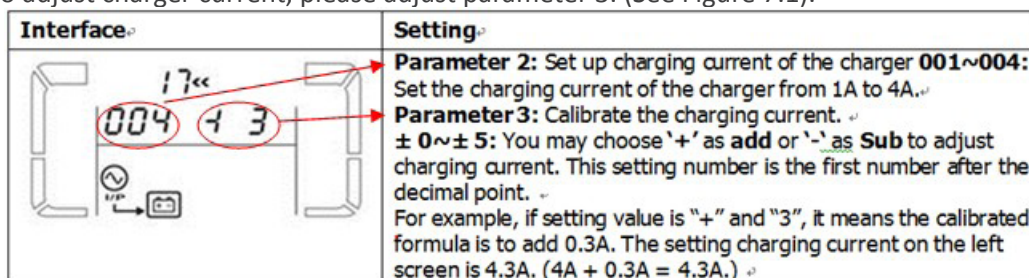 o adjust charger current, please adjust parameter 3. (See Figure 7.1).
Interface
Setting
17<<
004 + 3
I/P
Parameter 2: Set up charging current of the charger 001~004:
Set the charging current of the charger from 1A to 4A.
Parameter 3: Calibrate the charging current.
± 0~± 5: You may choose ‘+’ as add or ‘-‘ as Sub to adjust
charging current. This setting number is the first number after the
decimal point.
For example, if setting value is “+” and “3”, it means the calibrated
formula is to add 0.3A. The setting charging current on the left
screen is 4.3A. (4A + 0.3A = 4.3A.)